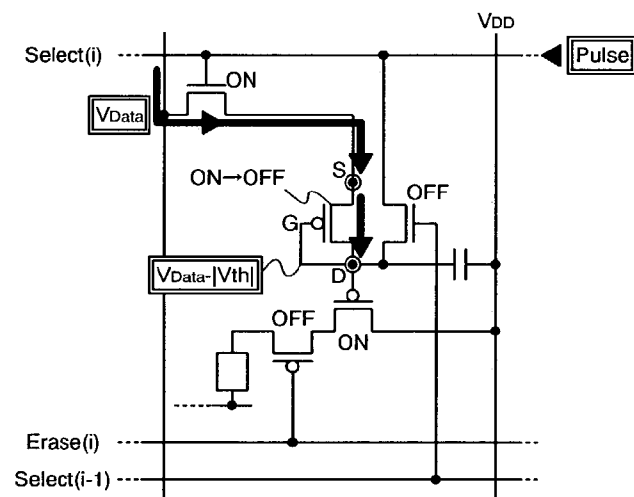 VDD
Select(i)
Pulse
ON
VData
S
ON→OFF
OFF
G
VData-|Vth|
D
OFF
ON
Erase(i)
Select(i-1)